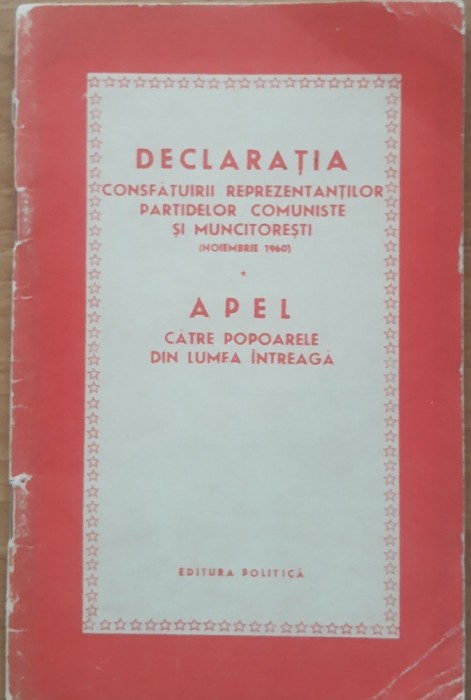 DECLARAȚIA
CONSFĂTUIRII REPREZENTANȚILOR
PARTIDELOR COMUNISTE
ȘI MUNCITOREȘTI
(NOIEMBRIE 1960)
*
APEL
CĂTRE POPOARELE
DIN LUMEA ÎNTREAGĂ
EDITURA POLITICĂ